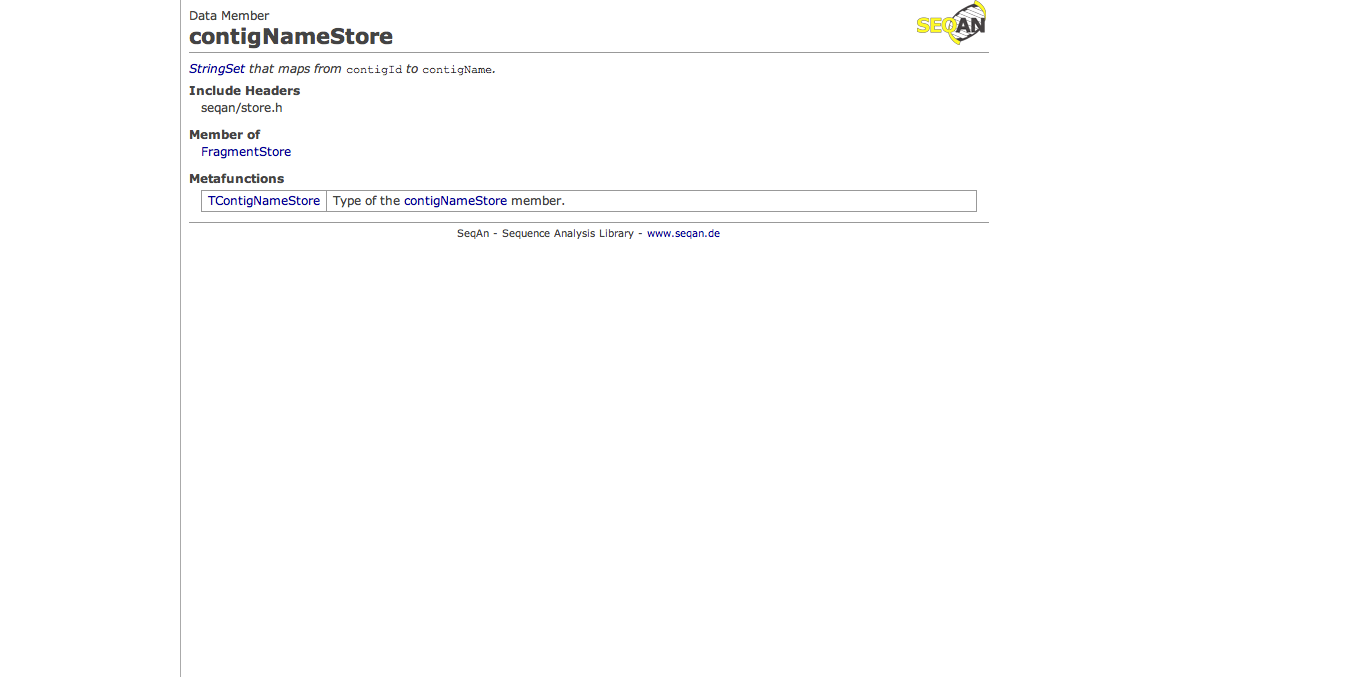 Data Member
SEQAN
contigNameStore
StringSet that maps from contigId to contigName.
Include Headers
seqan/store.h
Member of
FragmentStore
Metafunctions
TContigNameStore Type of the contigNameStore member.
SeqAn - Sequence Analysis Library - www.seqan.de